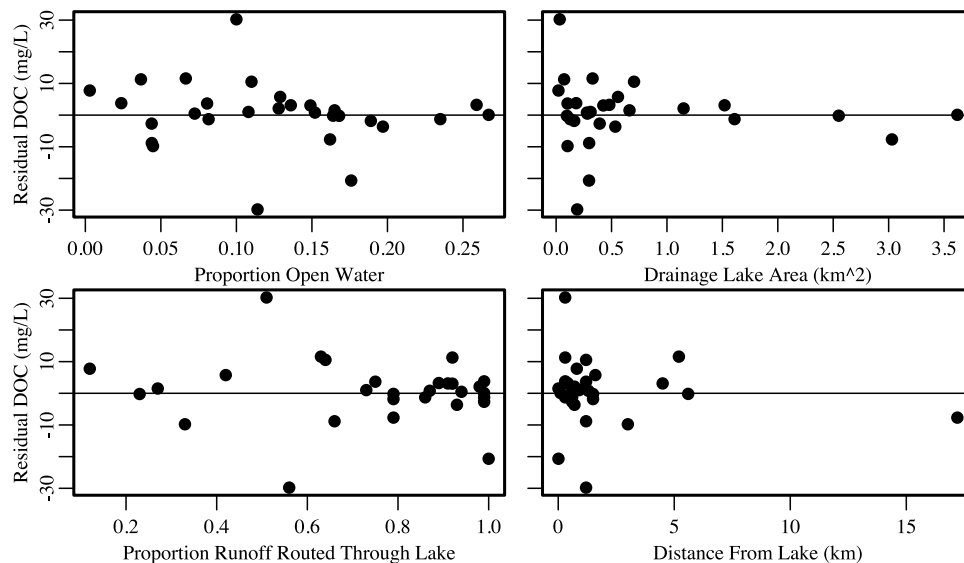 Residual DOC (mg/L)
30
10
-10
-30
0.00 0.05 0.10 0.15 0.20 0.25
Proportion Open Water
0.0 0.5 1.0 1.5 2.0 2.5 3.0 3.5
Drainage Lake Area (km^2)
Residual DOC (mg/L)
30
10
-10
-30
0.2 0.4 0.6 0.8 1.0
Proportion Runoff Routed Through Lake
0 5 10 15
Distance From Lake (km)